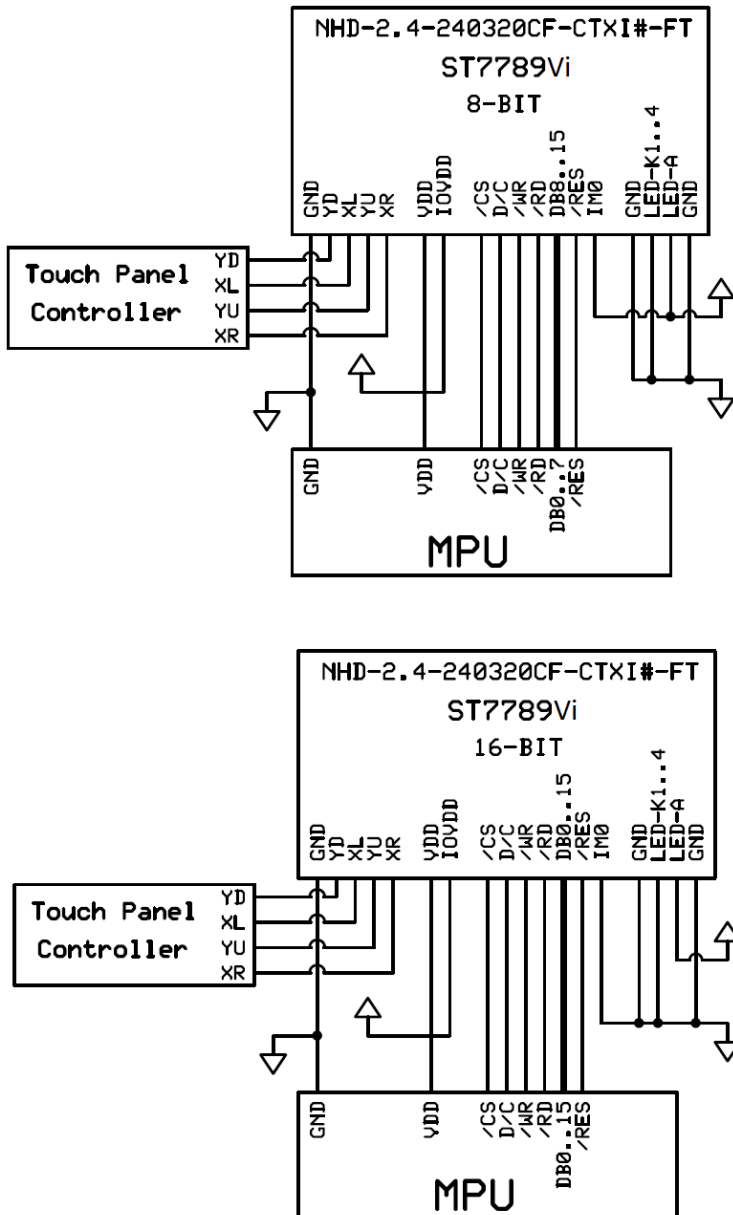 NHD-2.4-240320CF-CTXI#-FT
ST7789Vi
8-BIT
GND YD XL YU XR VDD IOVDD /CS D/C /WR /RD DB8..15 /RES IM0 GND LED-K1..4 LED-A GND
Touch Panel
Controller
YD
XL
YU
XR
GND VDD /CS D/C /WR /RD DB0..7 /RES
MPU
NHD-2.4-240320CF-CTXI#-FT
ST7789Vi
16-BIT
GND YD XL YU XR VDD IOVDD /CS D/C /WR /RD DB0..15 /RES IM0 GND LED-K1..4 LED-A GND
Touch Panel
Controller
YD
XL
YU
XR
GND VDD /CS D/C /WR /RD DB0..15 /RES
MPU